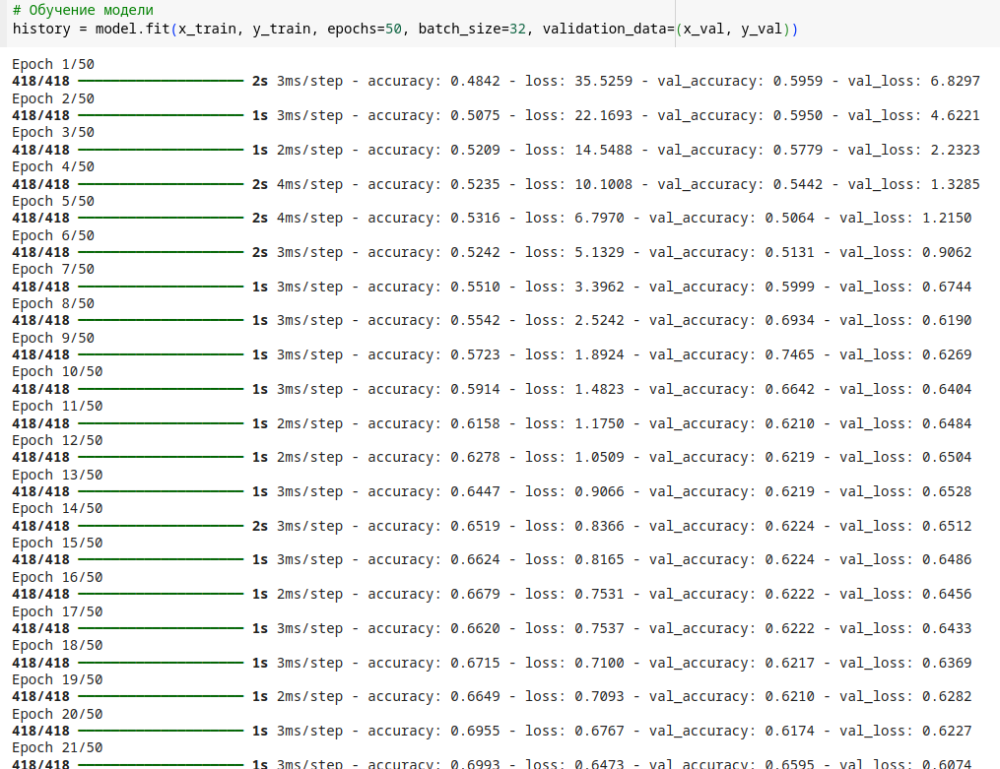 # Обучение модели
history = model.fit(x_train, y_train, epochs=50, batch_size=32, validation_data=(x_val, y_val))
Epoch 1/50
418/418 ━━━━━━━━━━━━━━━━━━━━ 2s 3ms/step - accuracy: 0.4842 - loss: 35.5259 - val_accuracy: 0.5959 - val_loss: 6.8297
Epoch 2/50
418/418 ━━━━━━━━━━━━━━━━━━━━ 1s 3ms/step - accuracy: 0.5075 - loss: 22.1693 - val_accuracy: 0.5950 - val_loss: 4.6221
Epoch 3/50
418/418 ━━━━━━━━━━━━━━━━━━━━ 1s 2ms/step - accuracy: 0.5209 - loss: 14.5488 - val_accuracy: 0.5779 - val_loss: 2.2323
Epoch 4/50
418/418 ━━━━━━━━━━━━━━━━━━━━ 2s 4ms/step - accuracy: 0.5235 - loss: 10.1008 - val_accuracy: 0.5442 - val_loss: 1.3285
Epoch 5/50
418/418 ━━━━━━━━━━━━━━━━━━━━ 2s 4ms/step - accuracy: 0.5316 - loss: 6.7970 - val_accuracy: 0.5064 - val_loss: 1.2150
Epoch 6/50
418/418 ━━━━━━━━━━━━━━━━━━━━ 2s 3ms/step - accuracy: 0.5242 - loss: 5.1329 - val_accuracy: 0.5131 - val_loss: 0.9062
Epoch 7/50
418/418 ━━━━━━━━━━━━━━━━━━━━ 1s 3ms/step - accuracy: 0.5510 - loss: 3.3962 - val_accuracy: 0.5999 - val_loss: 0.6744
Epoch 8/50
418/418 ━━━━━━━━━━━━━━━━━━━━ 1s 3ms/step - accuracy: 0.5542 - loss: 2.5242 - val_accuracy: 0.6934 - val_loss: 0.6190
Epoch 9/50
418/418 ━━━━━━━━━━━━━━━━━━━━ 1s 3ms/step - accuracy: 0.5723 - loss: 1.8924 - val_accuracy: 0.7465 - val_loss: 0.6269
Epoch 10/50
418/418 ━━━━━━━━━━━━━━━━━━━━ 1s 3ms/step - accuracy: 0.5914 - loss: 1.4823 - val_accuracy: 0.6642 - val_loss: 0.6404
Epoch 11/50
418/418 ━━━━━━━━━━━━━━━━━━━━ 1s 2ms/step - accuracy: 0.6158 - loss: 1.1750 - val_accuracy: 0.6210 - val_loss: 0.6484
Epoch 12/50
418/418 ━━━━━━━━━━━━━━━━━━━━ 1s 2ms/step - accuracy: 0.6278 - loss: 1.0509 - val_accuracy: 0.6219 - val_loss: 0.6504
Epoch 13/50
418/418 ━━━━━━━━━━━━━━━━━━━━ 1s 3ms/step - accuracy: 0.6447 - loss: 0.9066 - val_accuracy: 0.6219 - val_loss: 0.6528
Epoch 14/50
418/418 ━━━━━━━━━━━━━━━━━━━━ 2s 3ms/step - accuracy: 0.6519 - loss: 0.8366 - val_accuracy: 0.6224 - val_loss: 0.6512
Epoch 15/50
418/418 ━━━━━━━━━━━━━━━━━━━━ 1s 3ms/step - accuracy: 0.6624 - loss: 0.8165 - val_accuracy: 0.6224 - val_loss: 0.6486
Epoch 16/50
418/418 ━━━━━━━━━━━━━━━━━━━━ 1s 2ms/step - accuracy: 0.6679 - loss: 0.7531 - val_accuracy: 0.6222 - val_loss: 0.6456
Epoch 17/50
418/418 ━━━━━━━━━━━━━━━━━━━━ 1s 3ms/step - accuracy: 0.6620 - loss: 0.7537 - val_accuracy: 0.6222 - val_loss: 0.6433
Epoch 18/50
418/418 ━━━━━━━━━━━━━━━━━━━━ 1s 3ms/step - accuracy: 0.6715 - loss: 0.7100 - val_accuracy: 0.6217 - val_loss: 0.6369
Epoch 19/50
418/418 ━━━━━━━━━━━━━━━━━━━━ 1s 2ms/step - accuracy: 0.6649 - loss: 0.7093 - val_accuracy: 0.6210 - val_loss: 0.6282
Epoch 20/50
418/418 ━━━━━━━━━━━━━━━━━━━━ 1s 3ms/step - accuracy: 0.6955 - loss: 0.6767 - val_accuracy: 0.6174 - val_loss: 0.6227
Epoch 21/50
418/418 ━━━━━━━━━━━━━━━━━━━━ 1s 3ms/step - accuracy: 0.6993 - loss: 0.6473 - val_accuracy: 0.6595 - val_loss: 0.6074